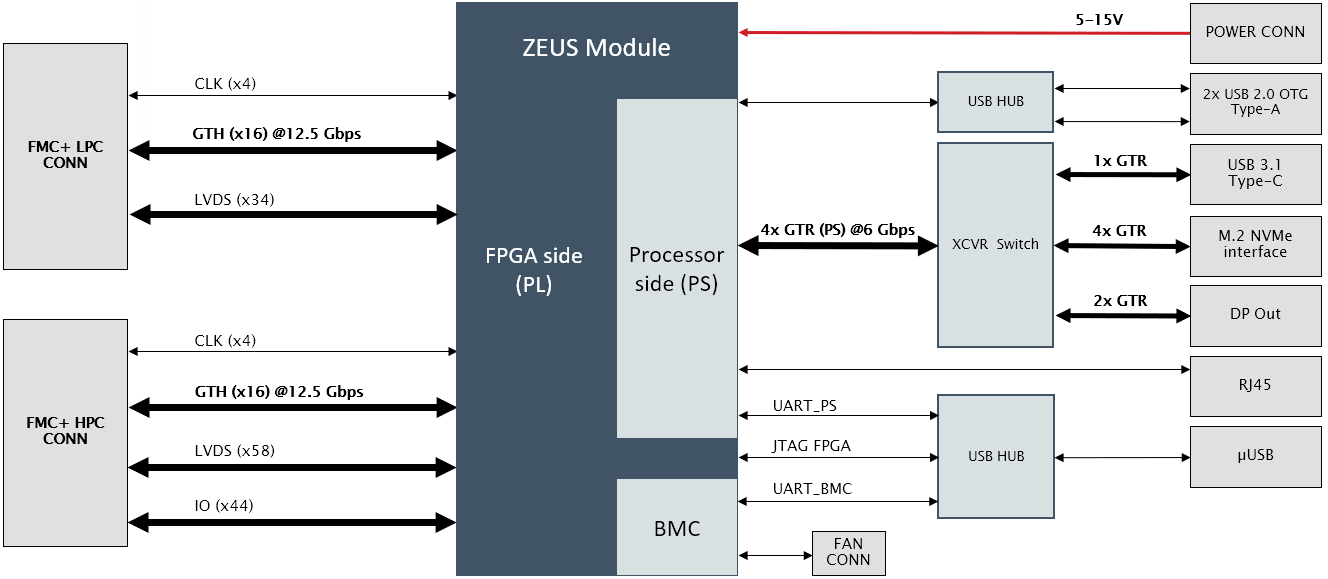 ZEUS Module
5-15V
POWER CONN
FMC+ LPC
CONN
CLK (x4)
GTH (x16) @12.5 Gbps
LVDS (x34)
USB HUB
2x USB 2.0 OTG
Type-A
1x GTR
USB 3.1
Type-C
FPGA side
(PL)
Processor
side (PS)
4x GTR (PS) @6 Gbps
XCVR Switch
4x GTR
M.2 NVMe
interface
2x GTR
DP Out
FMC+ HPC
CONN
CLK (x4)
GTH (x16) @12.5 Gbps
LVDS (x58)
IO (x44)
RJ45
UART_PS
JTAG FPGA
UART_BMC
USB HUB
µUSB
BMC
FAN
CONN